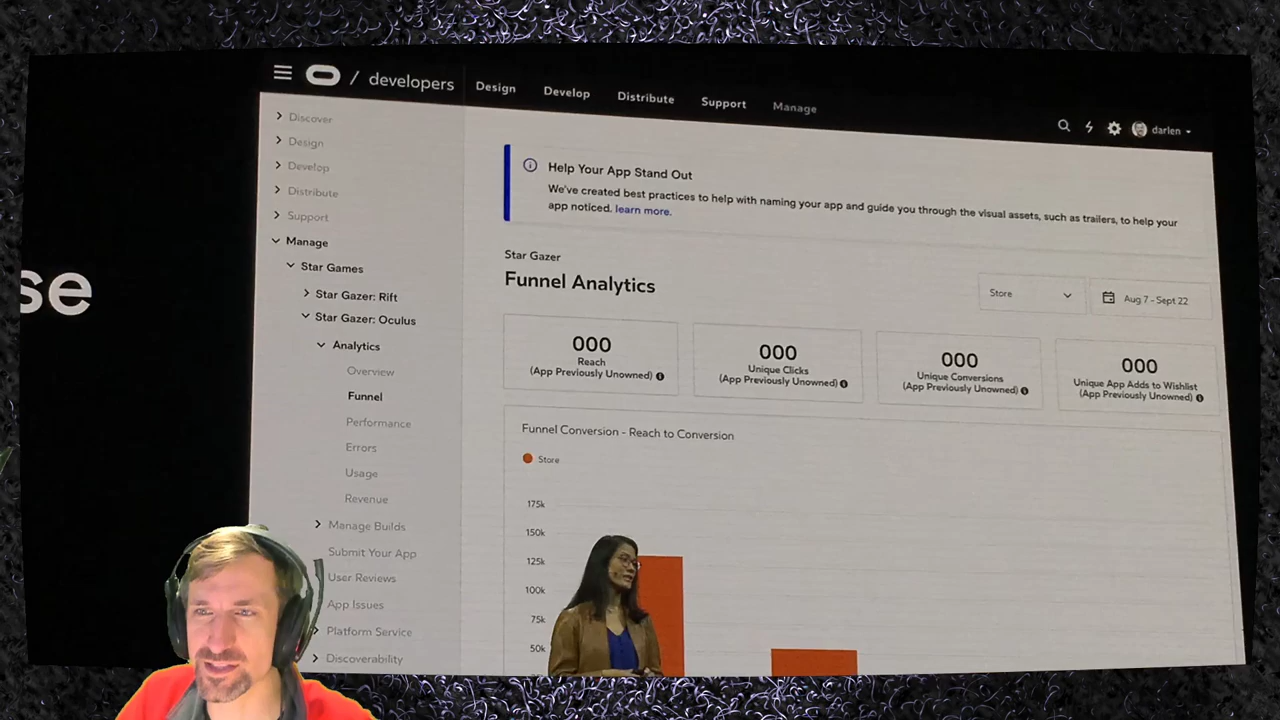 / developers
Design
Develop
Distribute
Support
Manage
darlen
Discover
Design
Develop
Distribute
Support
Manage
Star Games
Star Gazer: Rift
Star Gazer: Oculus
Analytics
Overview
Funnel
Performance
Errors
Usage
Revenue
Manage Builds
Submit Your App
User Reviews
App Issues
Platform Service
Discoverability
se
Help Your App Stand Out
We've created best practices to help with naming your app and guide you through the visual assets, such as trailers, to help your
app noticed. learn more.
Star Gazer
Funnel Analytics
Store
Aug 7 - Sept 22
000
Reach
(App Previously Unowned)
000
Unique Clicks
(App Previously Unowned)
000
Unique Conversions
(App Previously Unowned)
000
Unique App Adds to Wishlist
(App Previously Unowned)
Funnel Conversion - Reach to Conversion
Store
175k
150k
125k
100k
75k
50k